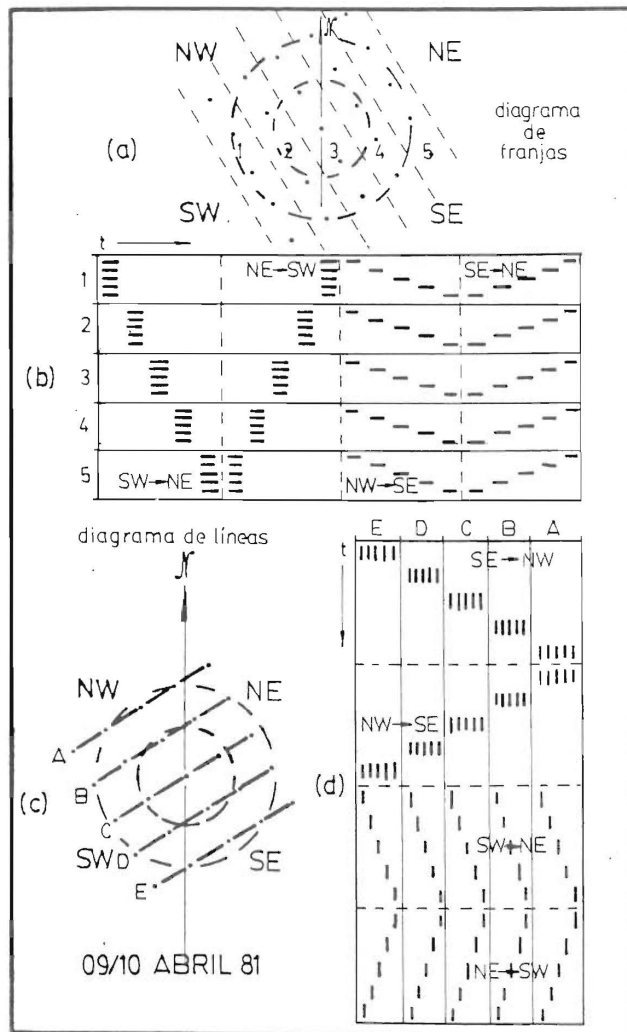 N
NW NE
diagrama
de
franjas
(a) 1 2 3 4 5
SW SE
t
1 NE→SW SE→NE
2
(b) 3
4
5 SW→NE NW→SE
diagrama de líneas
N
NW NE
A
B
(c) C
SW D SE
E
09/10 ABRIL 81
E D C B A
t SE→NW
NW→SE
(d)
SW→NE
NE→SW